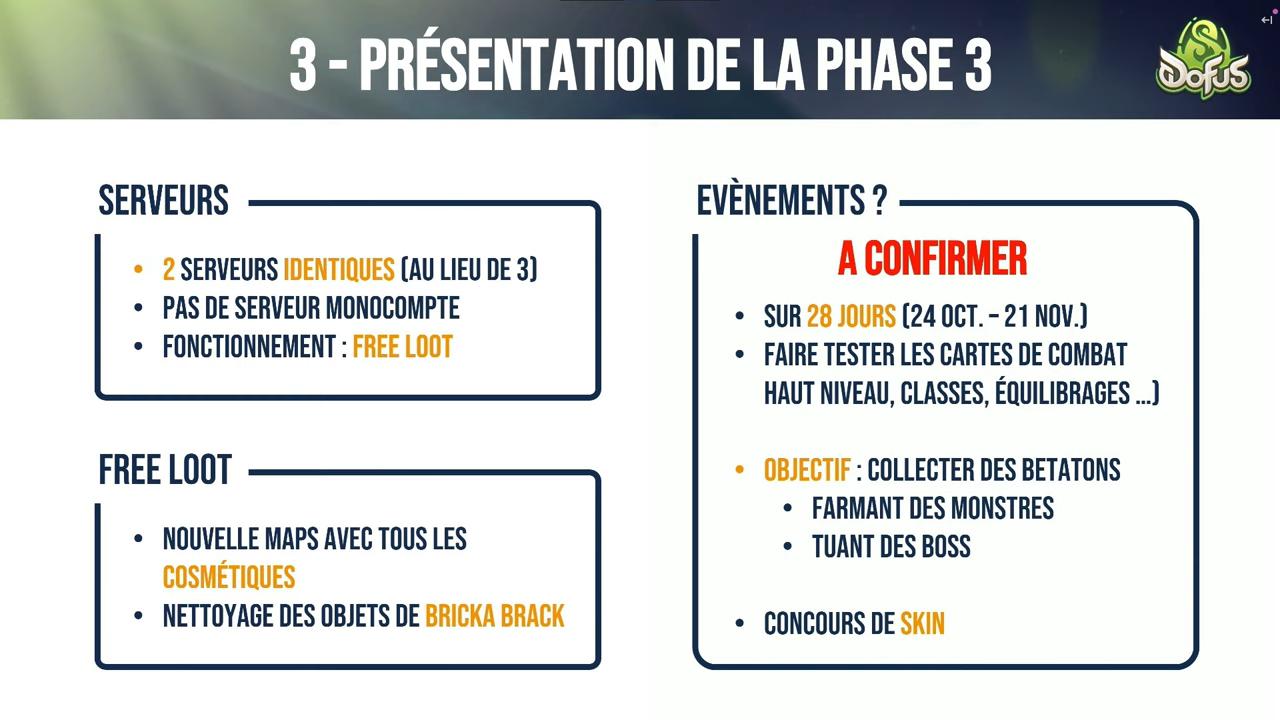 3 - PRÉSENTATION DE LA PHASE 3
DOFUS
SERVEURS
• 2 SERVEURS IDENTIQUES (AU LIEU DE 3)
• PAS DE SERVEUR MONOCOMPTE
• FONCTIONNEMENT : FREE LOOT
FREE LOOT
• NOUVELLE MAPS AVEC TOUS LES
COSMÉTIQUES
• NETTOYAGE DES OBJETS DE BRICKA BRACK
EVÈNEMENTS ?
A CONFIRMER
• SUR 28 JOURS (24 OCT. – 21 NOV.)
• FAIRE TESTER LES CARTES DE COMBAT
HAUT NIVEAU, CLASSES, ÉQUILIBRAGES ...)
• OBJECTIF : COLLECTER DES BETATONS
• FARMANT DES MONSTRES
• TUANT DES BOSS
• CONCOURS DE SKIN